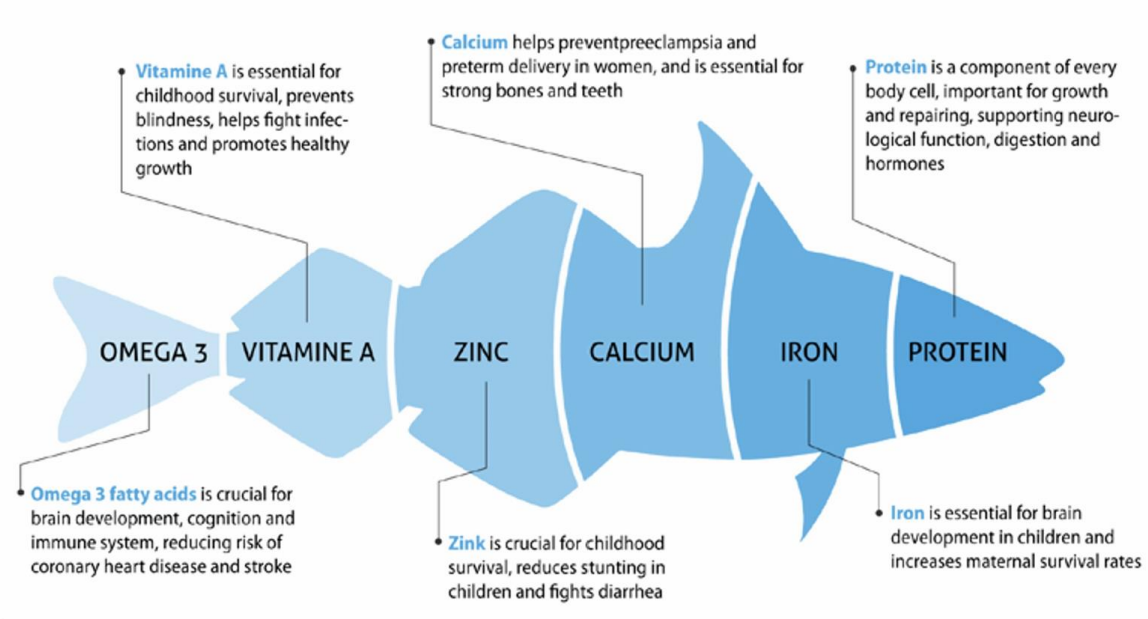 Calcium helps preventpreeclampsia and
preterm delivery in women, and is essential for
strong bones and teeth
Vitamine A is essential for
childhood survival, prevents
blindness, helps fight infec-
tions and promotes healthy
growth
Protein is a component of every
body cell, important for growth
and repairing, supporting neuro-
logical function, digestion and
hormones
OMEGA 3
VITAMINE A
ZINC
CALCIUM
IRON
PROTEIN
Omega 3 fatty acids is crucial for
brain development, cognition and
immune system, reducing risk of
coronary heart disease and stroke
Zink is crucial for childhood
survival, reduces stunting in
children and fights diarrhea
Iron is essential for brain
development in children and
increases maternal survival rates